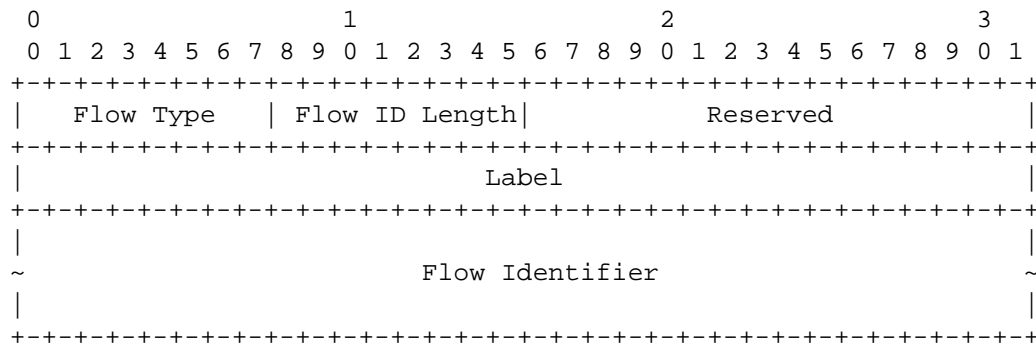 0                   1                   2                   3
 0 1 2 3 4 5 6 7 8 9 0 1 2 3 4 5 6 7 8 9 0 1 2 3 4 5 6 7 8 9 0 1
+-+-+-+-+-+-+-+-+-+-+-+-+-+-+-+-+-+-+-+-+-+-+-+-+-+-+-+-+-+-+-+-+
|   Flow Type   | Flow ID Length|           Reserved            |
+-+-+-+-+-+-+-+-+-+-+-+-+-+-+-+-+-+-+-+-+-+-+-+-+-+-+-+-+-+-+-+-+
|                             Label                             |
+-+-+-+-+-+-+-+-+-+-+-+-+-+-+-+-+-+-+-+-+-+-+-+-+-+-+-+-+-+-+-+-+
|                                                               |
~                         Flow Identifier                       ~
|                                                               |
+-+-+-+-+-+-+-+-+-+-+-+-+-+-+-+-+-+-+-+-+-+-+-+-+-+-+-+-+-+-+-+-+